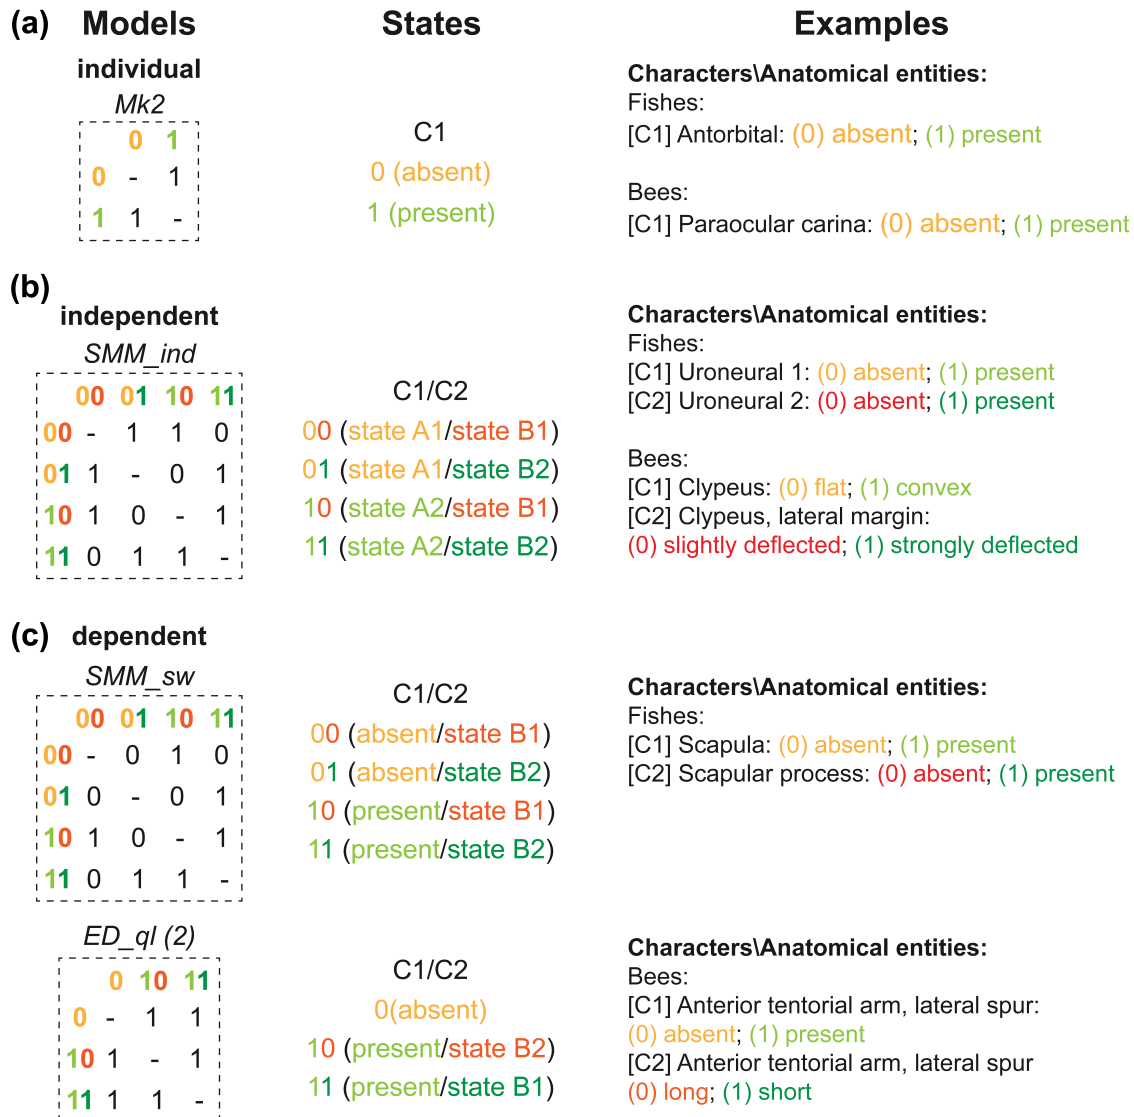 (a) Models States Examples
individual
Mk2
0 1
0 - 1
1 1 -
C1
0 (absent)
1 (present)
Characters\Anatomical entities:
Fishes:
[C1] Antorbital: (0) absent; (1) present
Bees:
[C1] Paraocular carina: (0) absent; (1) present
(b)
independent
SMM_ind
00 01 10 11
00 - 1 1 0
01 1 - 0 1
10 1 0 - 1
11 0 1 1 -
C1/C2
00 (state A1/state B1)
01 (state A1/state B2)
10 (state A2/state B1)
11 (state A2/state B2)
Characters\Anatomical entities:
Fishes:
[C1] Uroneural 1: (0) absent; (1) present
[C2] Uroneural 2: (0) absent; (1) present
Bees:
[C1] Clypeus: (0) flat; (1) convex
[C2] Clypeus, lateral margin:
(0) slightly deflected; (1) strongly deflected
(c) dependent
SMM_sw
00 01 10 11
00 - 0 1 0
01 0 - 0 1
10 1 0 - 1
11 0 1 1 -
C1/C2
00 (absent/state B1)
01 (absent/state B2)
10 (present/state B1)
11 (present/state B2)
Characters\Anatomical entities:
Fishes:
[C1] Scapula: (0) absent; (1) present
[C2] Scapular process: (0) absent; (1) present
ED_ql (2)
0 10 11
0 - 1 1
10 1 - 1
11 1 1 -
C1/C2
0(absent)
10 (present/state B2)
11 (present/state B1)
Characters\Anatomical entities:
Bees:
[C1] Anterior tentorial arm, lateral spur:
(0) absent; (1) present
[C2] Anterior tentorial arm, lateral spur
(0) long; (1) short